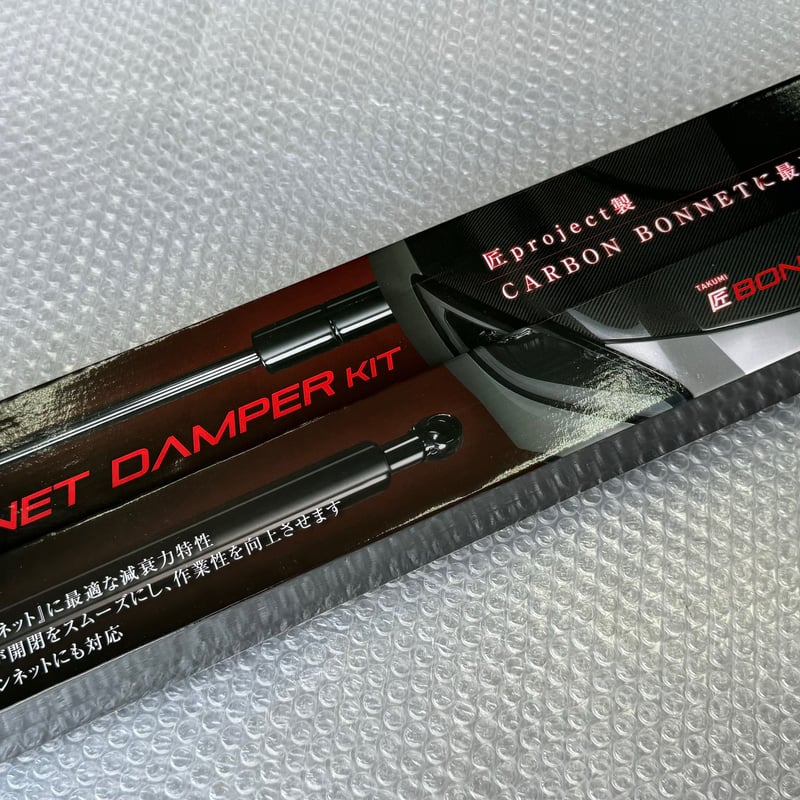 匠project製
CARBON BONNETに最
TAKUMI
匠BON
NET DAMPER KIT
ネット』に最適な減衰力特性
が開閉をスムーズにし、作業性を向上させます
ンネットにも対応